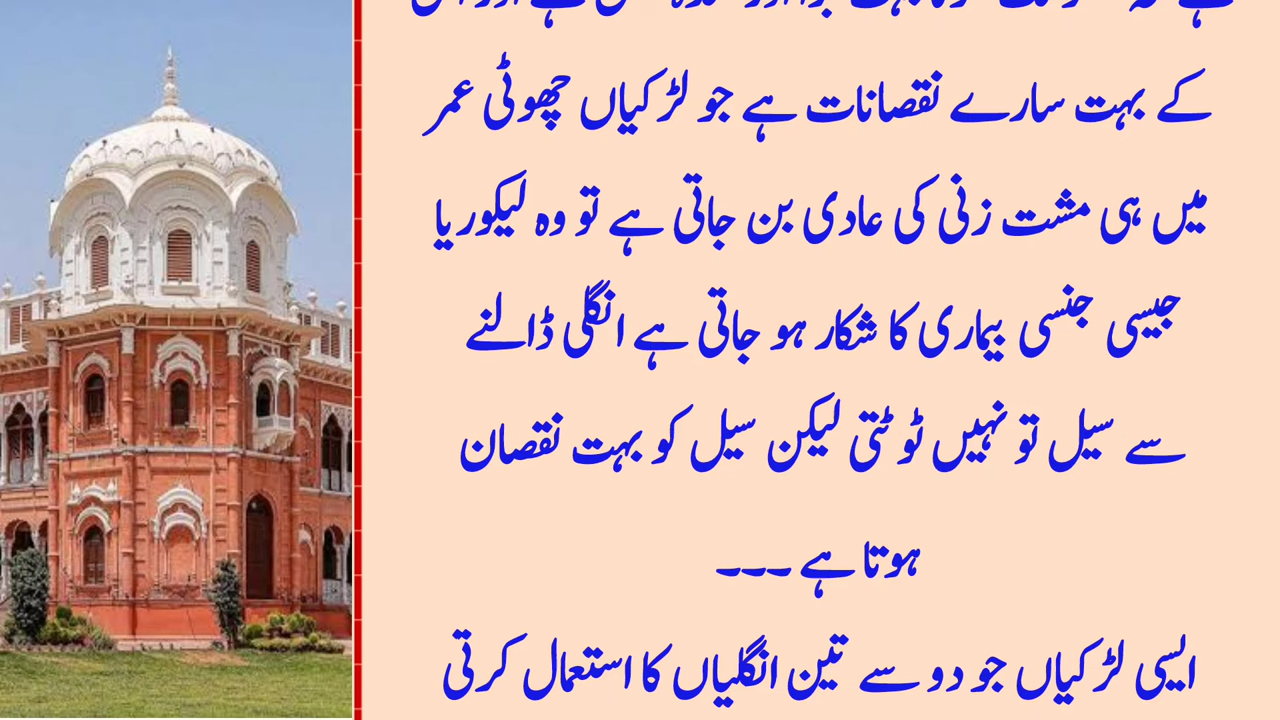 کے بہت سارے نقصانات ہے جو لڑکیاں چھوٹی عمر
میں ہی مشت زنی کی عادی بن جاتی ہے تو وہ لیکوریا
جیسی جنسی بیماری کا شکار ہو جاتی ہے انگلی ڈالنے
سے سیل تو نہیں ٹوٹتی لیکن سیل کو بہت نقصان
ہوتا ہے ۔۔۔
ایسی لڑکیاں جو دو سے تین انگلیاں کا استعمال کرتی